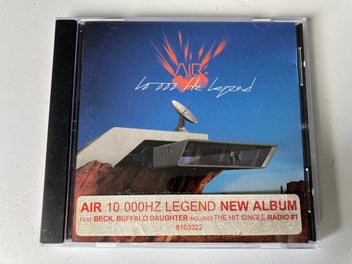 AIR
10 000 Hz Legend
AIR 10 000HZ LEGEND NEW ALBUM
FEAT. BECK, BUFFALO DAUGHTER INCLUDES THE HIT SINGLE RADIO #1
8103322